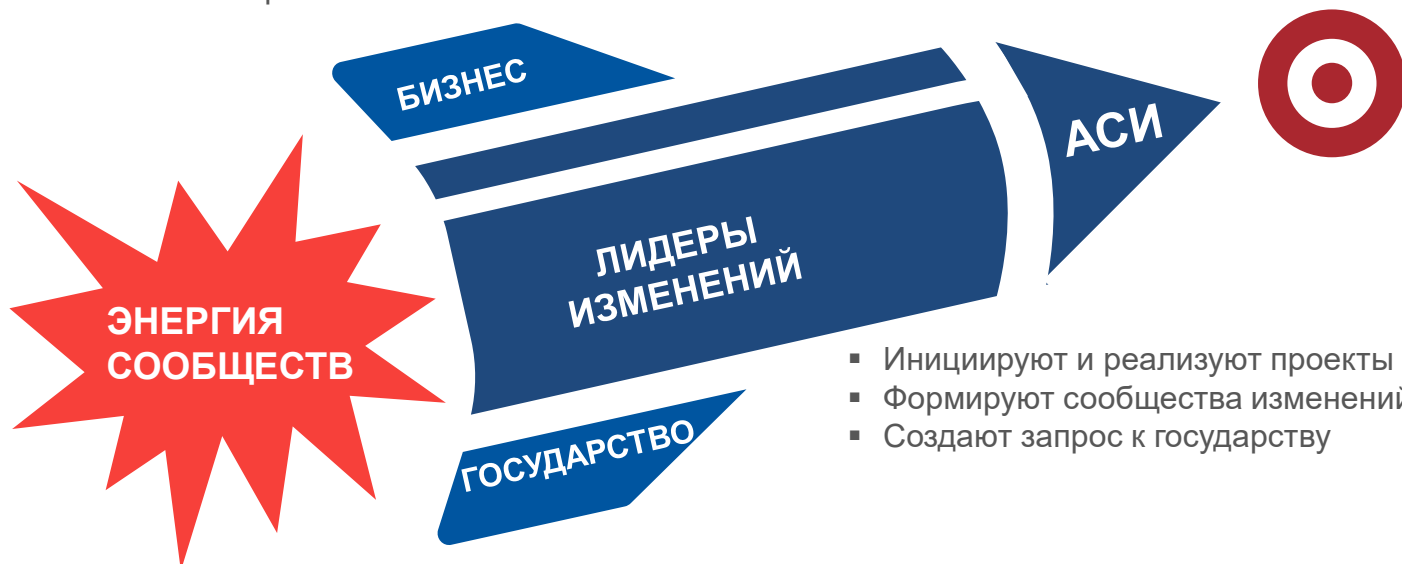 БИЗНЕС
АСИ
ЛИДЕРЫ
ИЗМЕНЕНИЙ
ЭНЕРГИЯ
СООБЩЕСТВ
▪ Инициируют и реализуют проекты
▪ Формируют сообщества изменений
▪ Создают запрос к государству
ГОСУДАРСТВО